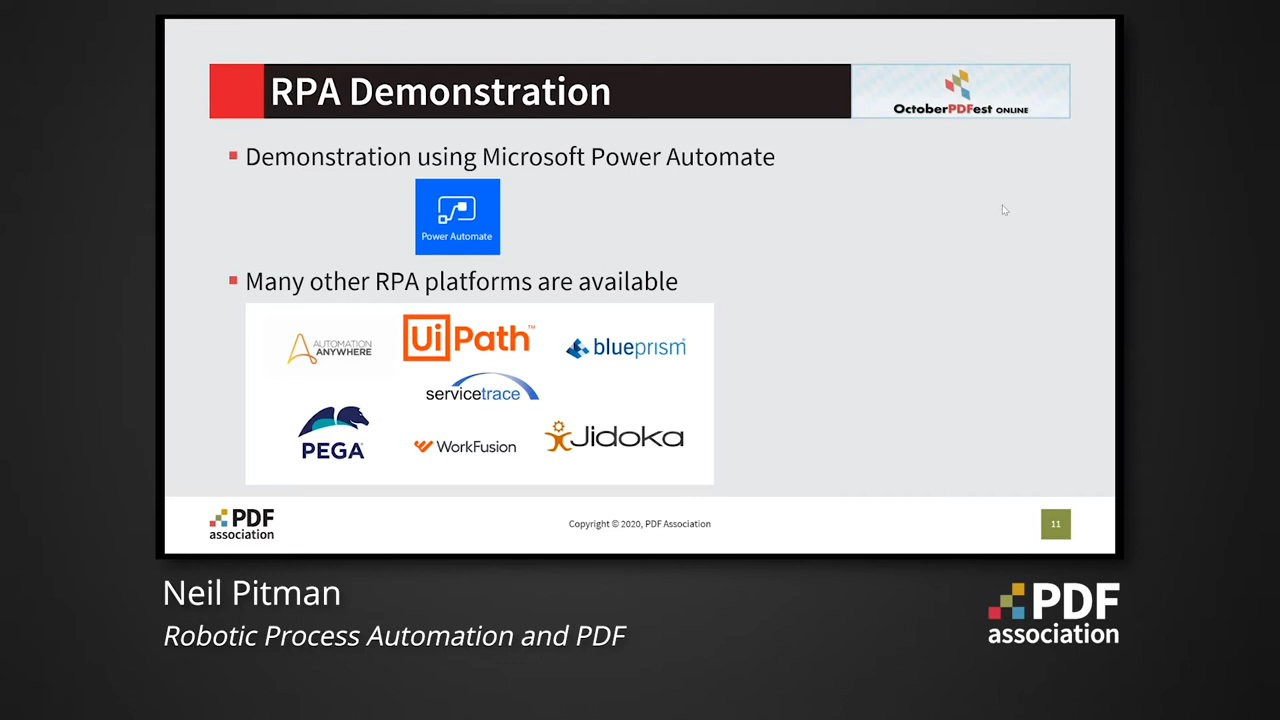 RPA Demonstration
OctoberPDFest ONLINE
▪ Demonstration using Microsoft Power Automate
Power Automate
▪ Many other RPA platforms are available
AUTOMATION
ANYWHERE
UiPath™
blueprism®
servicetrace
PEGA
WorkFusion
Jidoka
PDF
association
Copyright © 2020, PDF Association
11
Neil Pitman
Robotic Process Automation and PDF
PDF
association